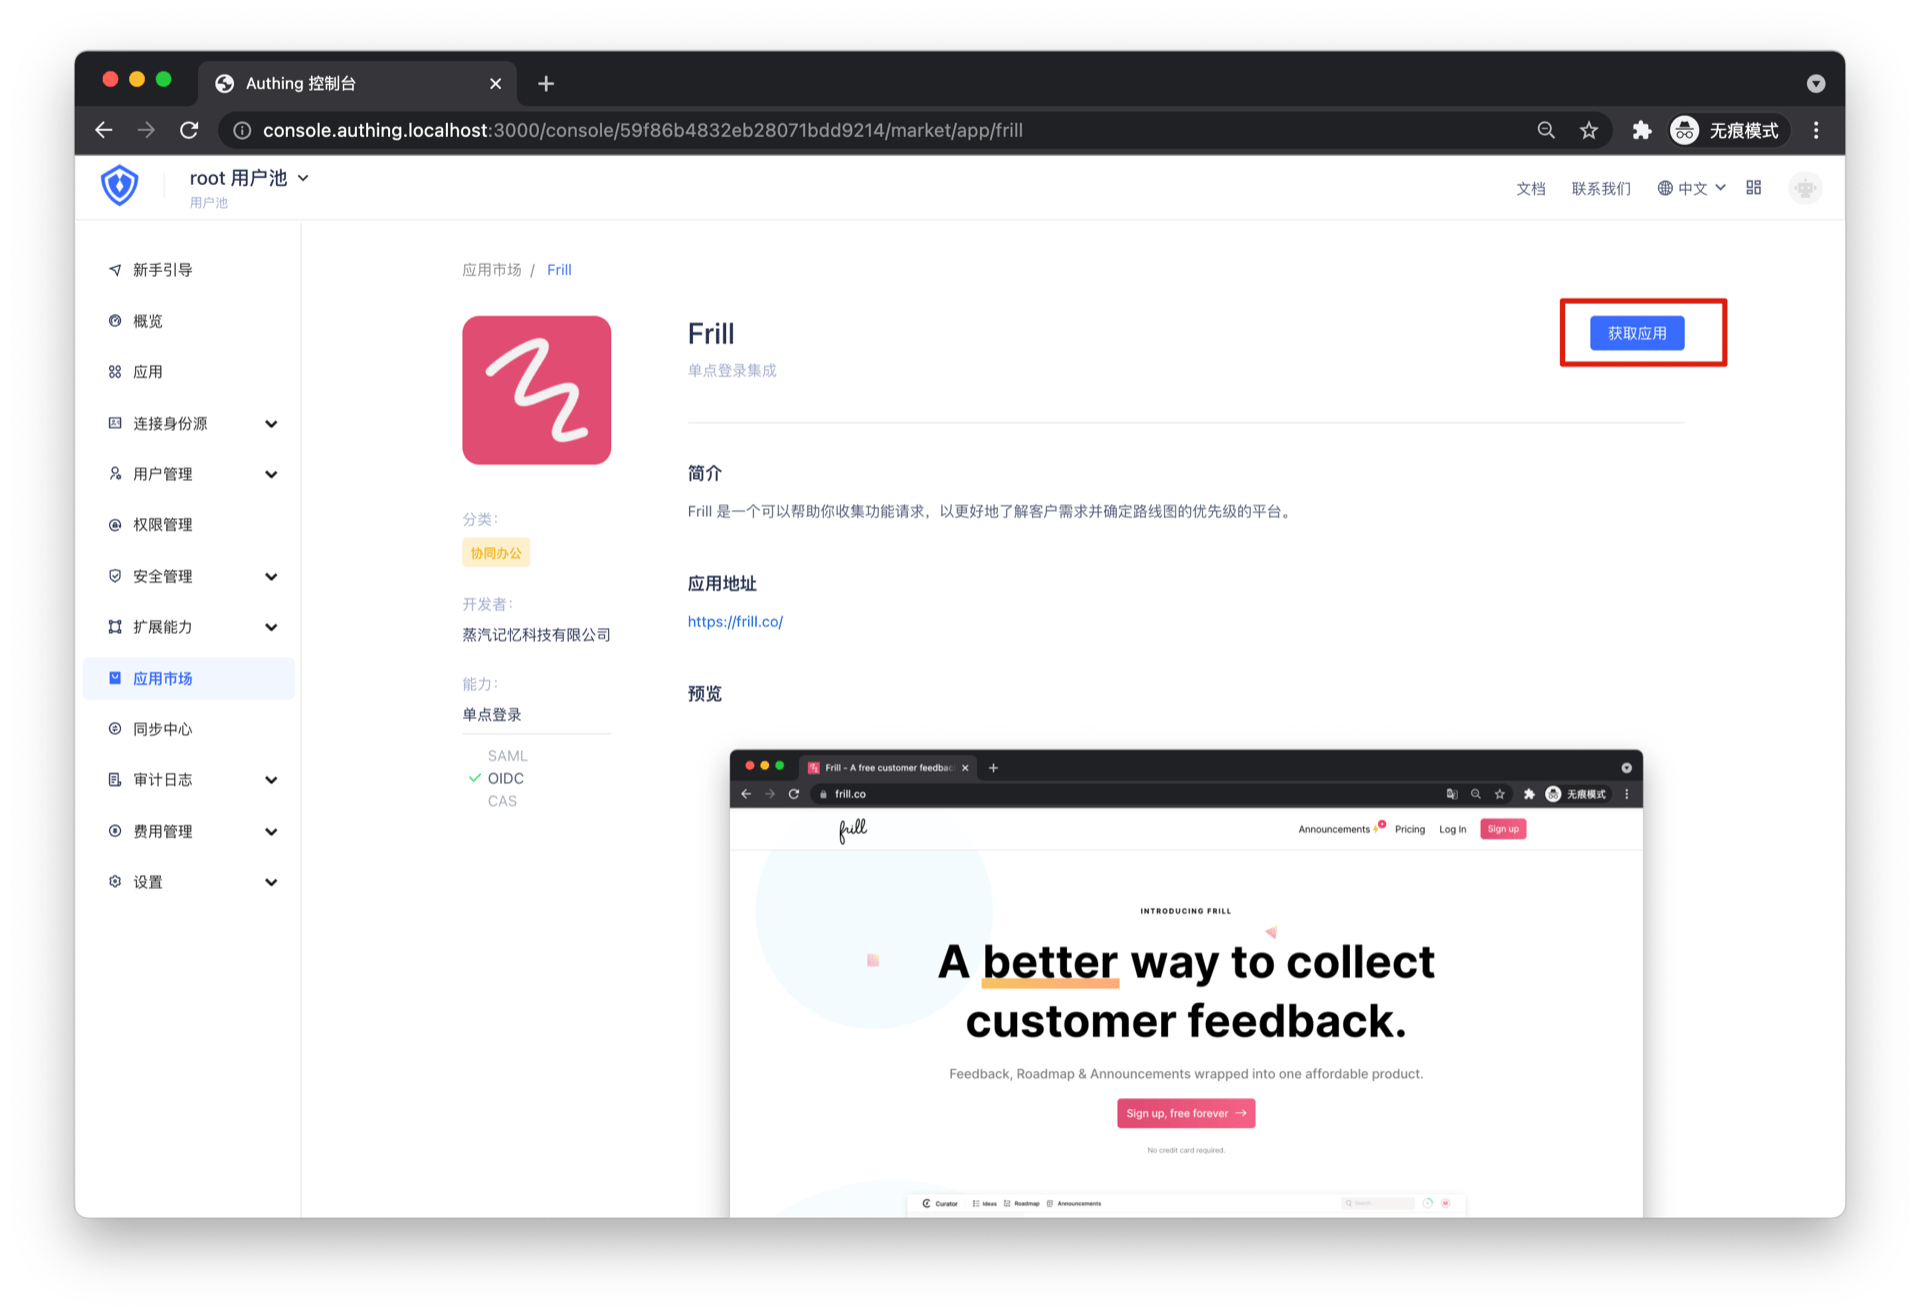 Authing 控制台
console.authing.localhost:3000/console/59f86b4832eb28071bdd9214/market/app/frill
无痕模式
root 用户池
用户池
文档
联系我们
中文
新手引导
概览
应用
连接身份源
用户管理
权限管理
安全管理
扩展能力
应用市场
同步中心
审计日志
费用管理
设置
应用市场 / Frill
分类：
协同办公
开发者：
蒸汽记忆科技有限公司
能力：
单点登录
SAML
OIDC
CAS
Frill
单点登录集成
获取应用
简介
Frill 是一个可以帮助你收集功能请求，以更好地了解客户需求并确定路线图的优先级的平台。
应用地址
https://frill.co/
预览
Frill - A free customer feedbac
frill.co
无痕模式
frill
Announcements
Pricing
Log In
Sign up
INTRODUCING FRILL
A better way to collect
customer feedback.
Feedback, Roadmap & Announcements wrapped into one affordable product.
Sign up, free forever →
No credit card required.
Curator
Ideas
Roadmap
Announcements